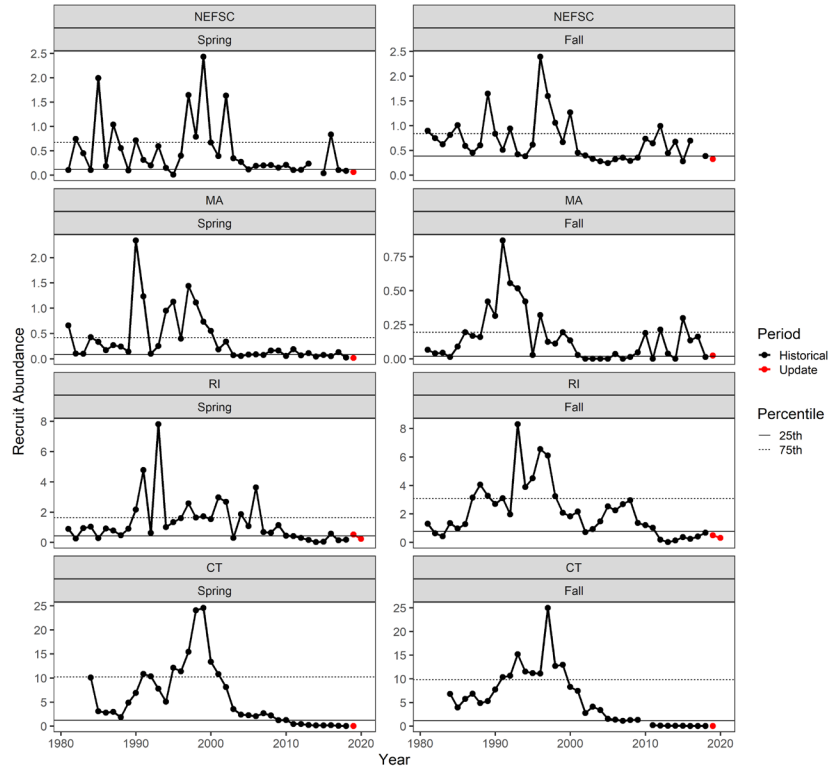 NEFSC
NEFSC
Spring
Fall
2.5
2.0
1.5
1.0
0.5
0.0
2.5
2.0
1.5
1.0
0.5
0.0
MA
MA
Spring
Fall
2.0
1.5
1.0
0.5
0.0
0.75
0.50
0.25
0.00
RI
RI
Spring
Fall
8
6
4
2
0
8
6
4
2
0
CT
CT
Spring
Fall
25
20
15
10
5
0
25
20
15
10
5
0
1980
1990
2000
2010
2020
1980
1990
2000
2010
2020
Year
Recruit Abundance
Period
Historical
Update
Percentile
25th
75th